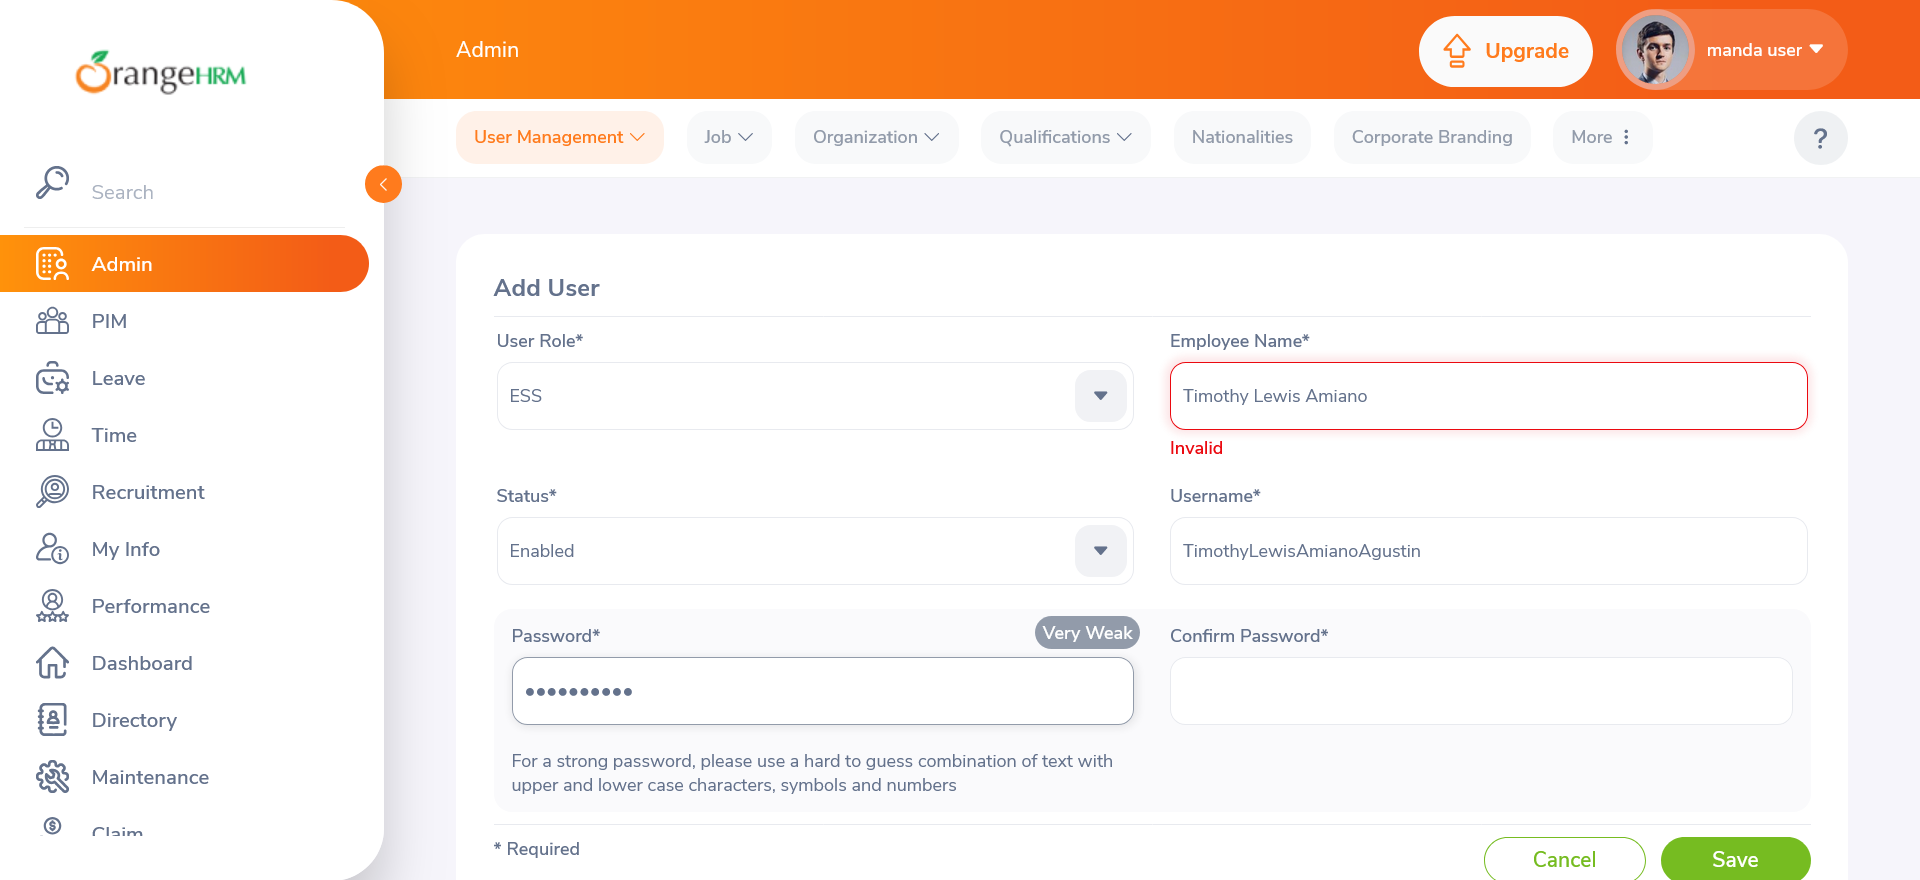 OrangeHRM
Admin
Upgrade
manda user
User Management
Job
Organization
Qualifications
Nationalities
Corporate Branding
More
?
Search
Admin
PIM
Leave
Time
Recruitment
My Info
Performance
Dashboard
Directory
Maintenance
Claim
Add User
User Role*
Employee Name*
ESS
Timothy Lewis Amiano
Invalid
Status*
Username*
Enabled
TimothyLewisAmianoAgustin
Password*
Very Weak
Confirm Password*
••••••••••
For a strong password, please use a hard to guess combination of text with
upper and lower case characters, symbols and numbers
* Required
Cancel
Save